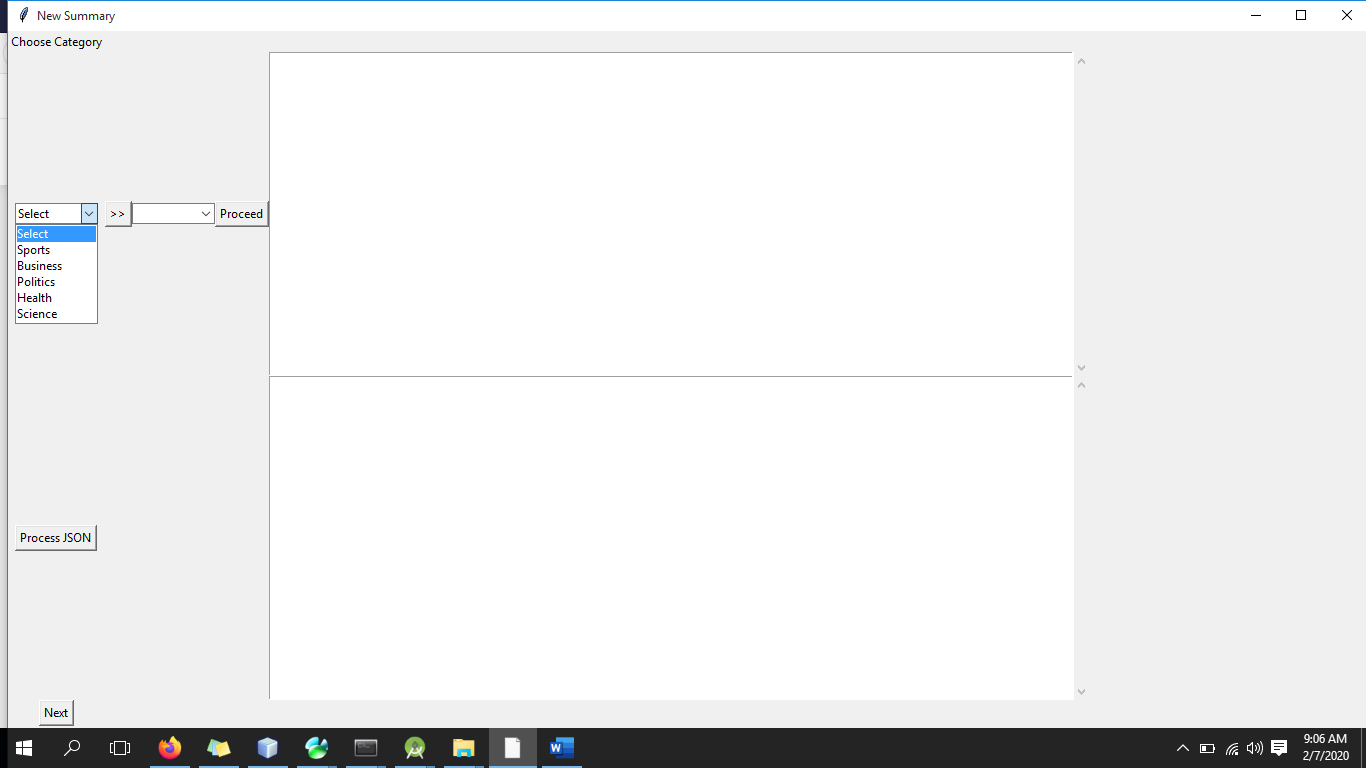 New Summary
Choose Category
Select >> Proceed
Select
Sports
Business
Politics
Health
Science
Process JSON
Next
9:06 AM
2/7/2020